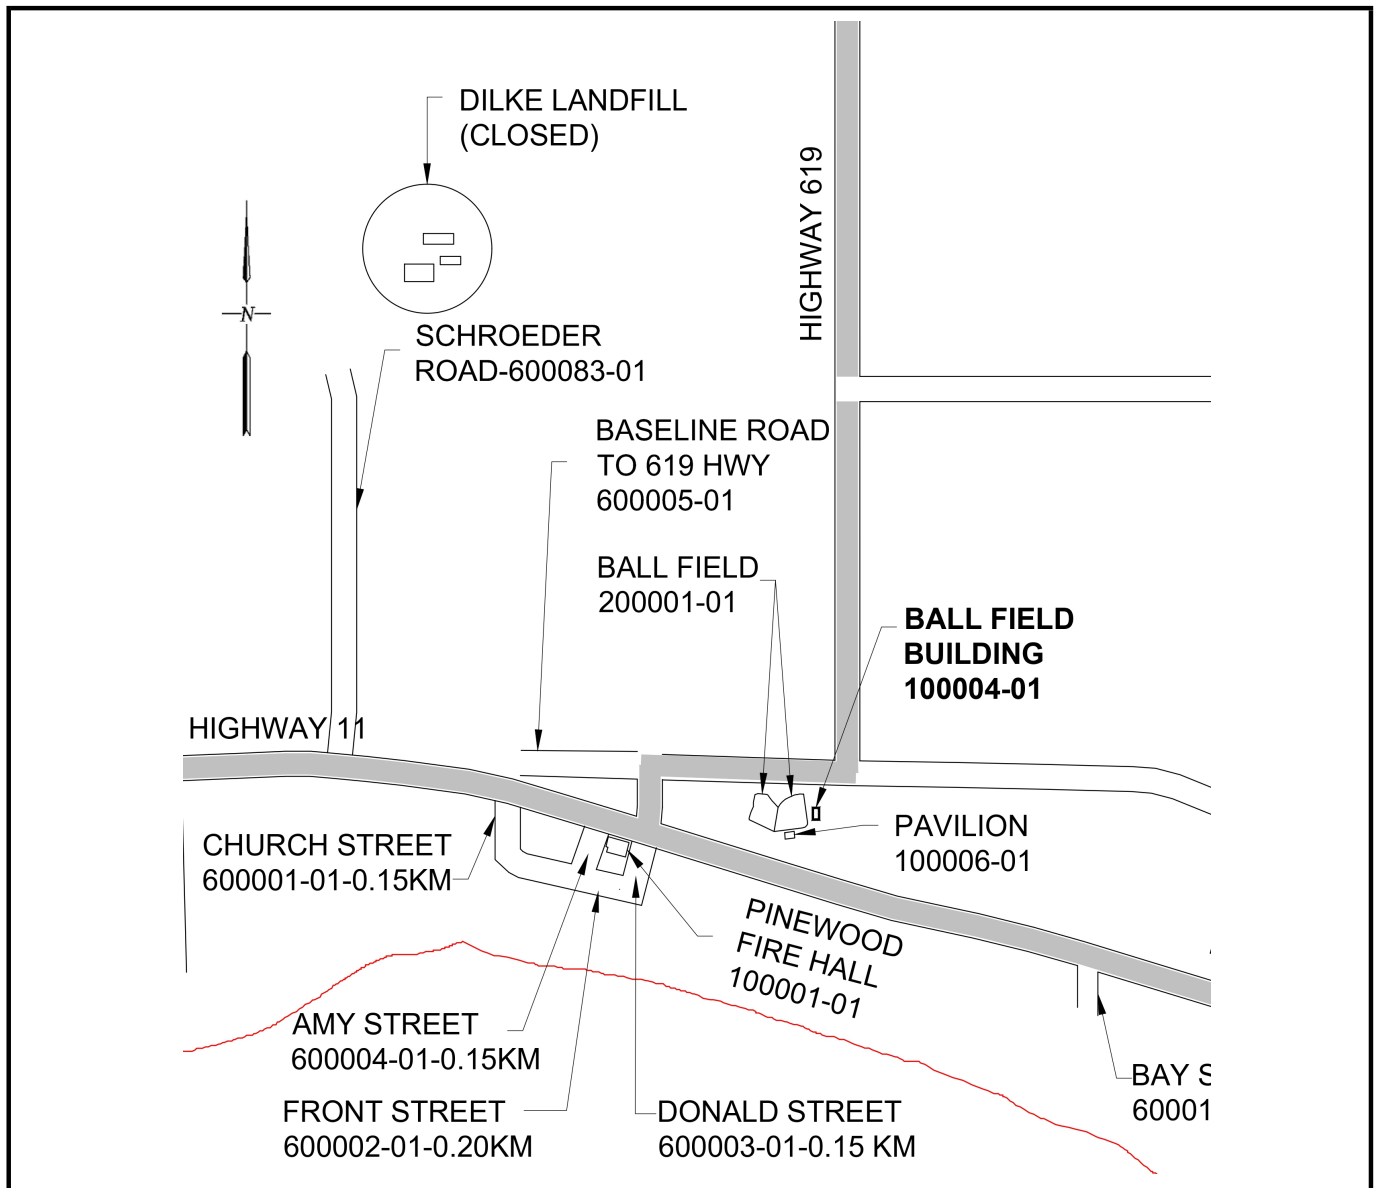 DILKE LANDFILL
(CLOSED)
HIGHWAY 619
N
SCHROEDER
ROAD-600083-01
BASELINE ROAD
TO 619 HWY
600005-01
BALL FIELD
200001-01
BALL FIELD
BUILDING
100004-01
HIGHWAY 11
CHURCH STREET
600001-01-0.15KM
PAVILION
100006-01
PINEWOOD
FIRE HALL
100001-01
AMY STREET
600004-01-0.15KM
BAY S
60001
FRONT STREET
600002-01-0.20KM
DONALD STREET
600003-01-0.15 KM